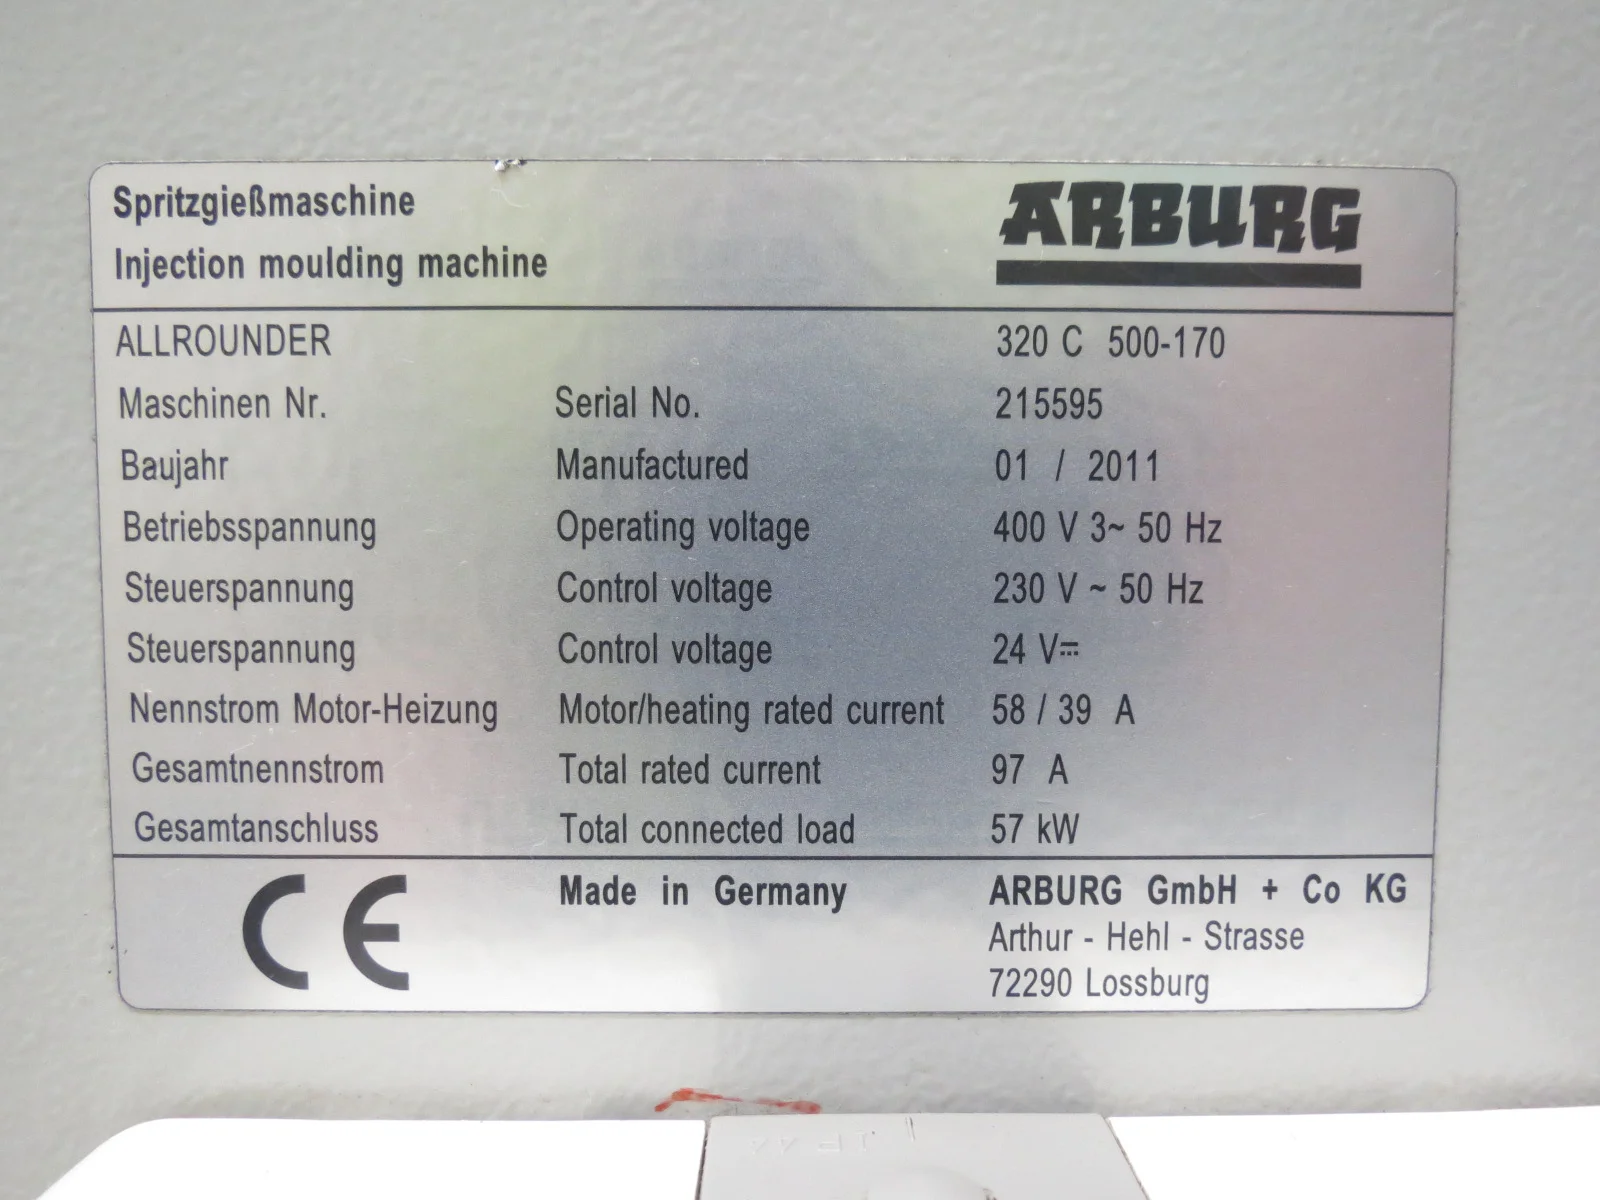 Spritzgießmaschine
Injection moulding machine
ARBURG
ALLROUNDER 320 C 500-170
Maschinen Nr. Serial No. 215595
Baujahr Manufactured 01 / 2011
Betriebsspannung Operating voltage 400 V 3~ 50 Hz
Steuerspannung Control voltage 230 V ~ 50 Hz
Steuerspannung Control voltage 24 V⎓
Nennstrom Motor-Heizung Motor/heating rated current 58 / 39 A
Gesamtnennstrom Total rated current 97 A
Gesamtanschluss Total connected load 57 kW
CE
Made in Germany
ARBURG GmbH + Co KG
Arthur - Hehl - Strasse
72290 Lossburg